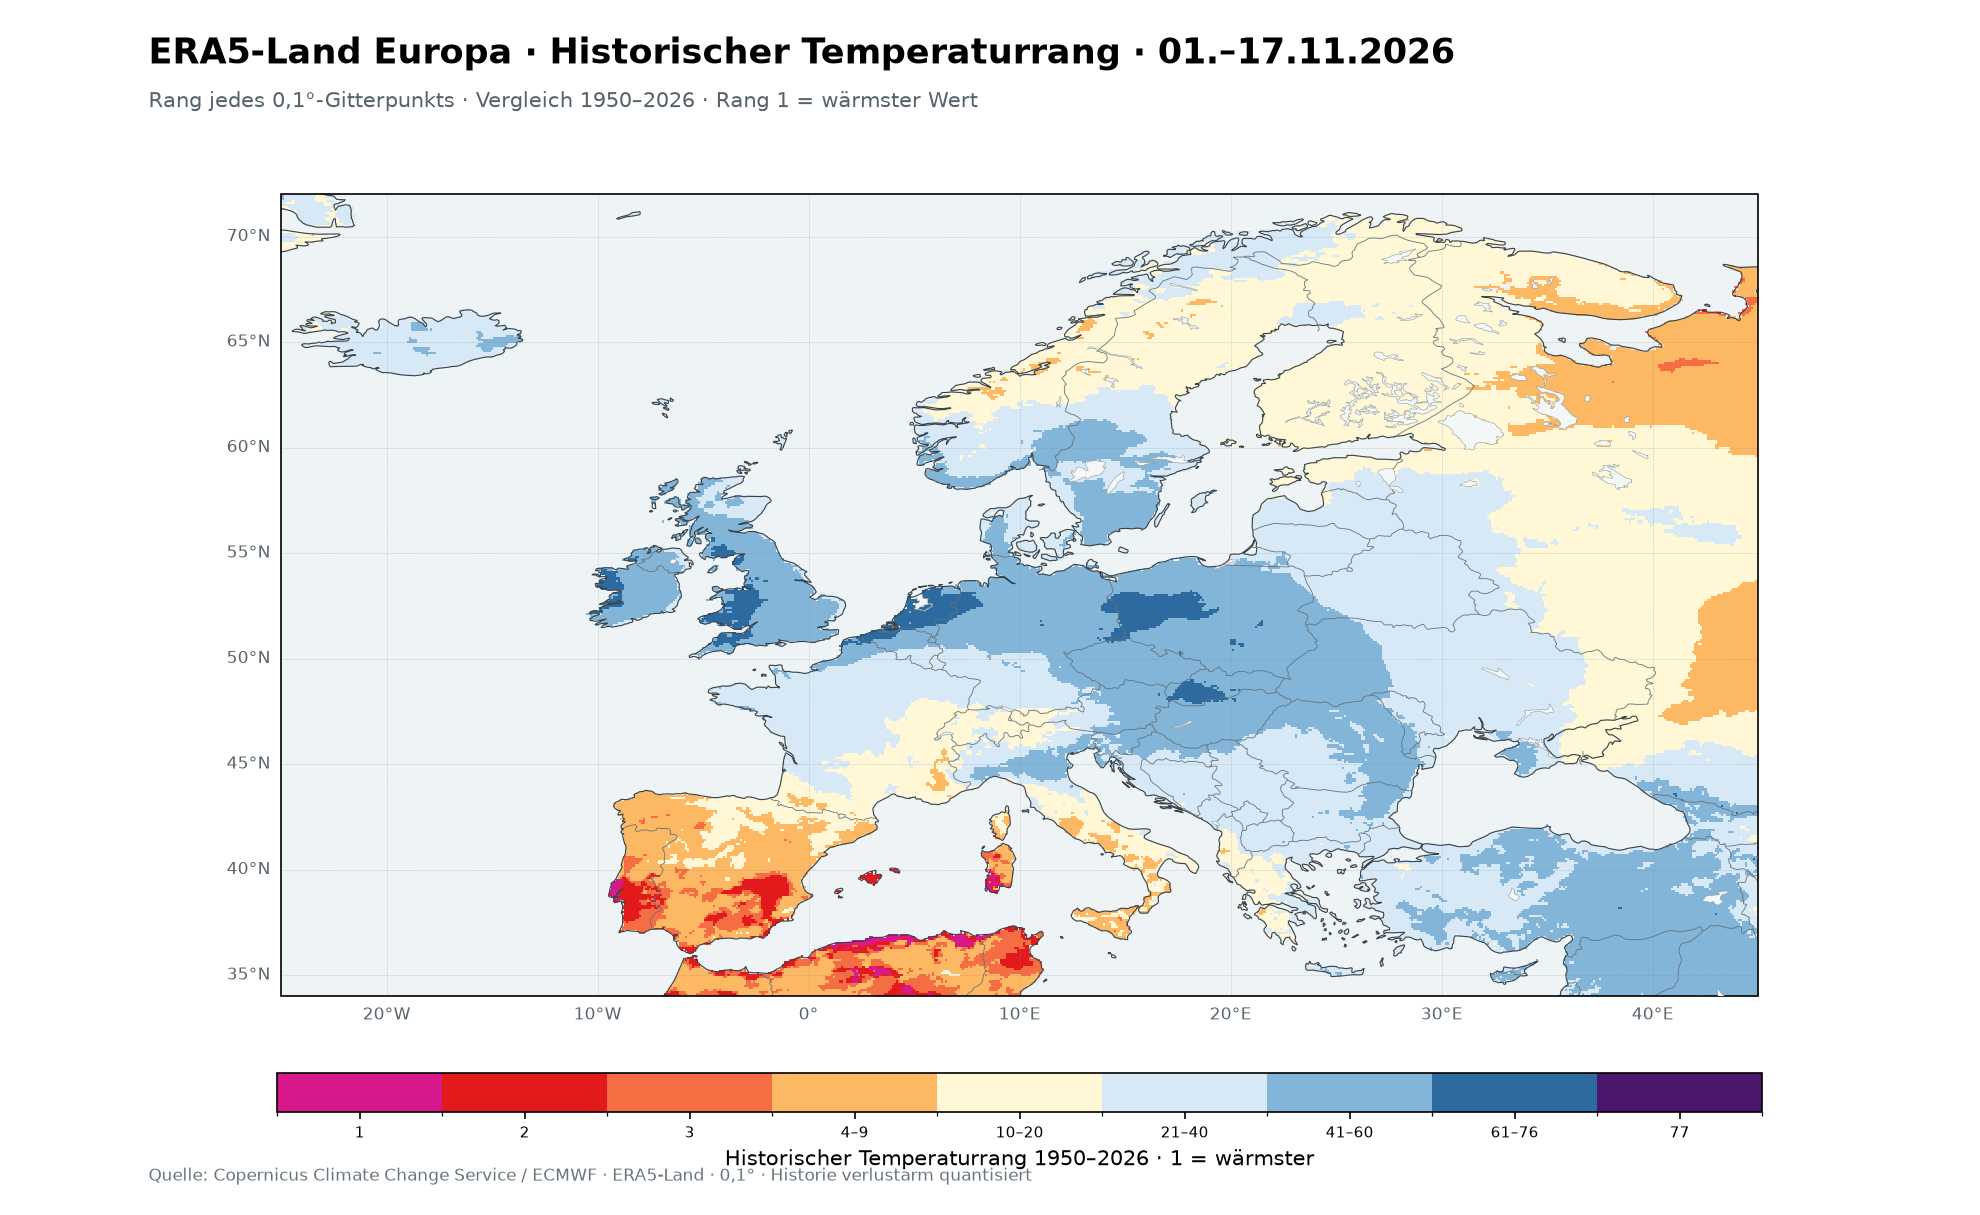 ERA5-Land Europa · Historischer Temperaturrang · 01.–17.11.2026
Rang jedes 0,1°-Gitterpunkts · Vergleich 1950–2026 · Rang 1 = wärmster Wert
70°N
65°N
60°N
55°N
50°N
45°N
40°N
35°N
20°W 10°W 0° 10°E 20°E 30°E 40°E
1 2 3 4–9 10–20 21–40 41–60 61–76 77
Historischer Temperaturrang 1950–2026 · 1 = wärmster
Quelle: Copernicus Climate Change Service / ECMWF · ERA5-Land · 0,1° · Historie verlustarm quantisiert